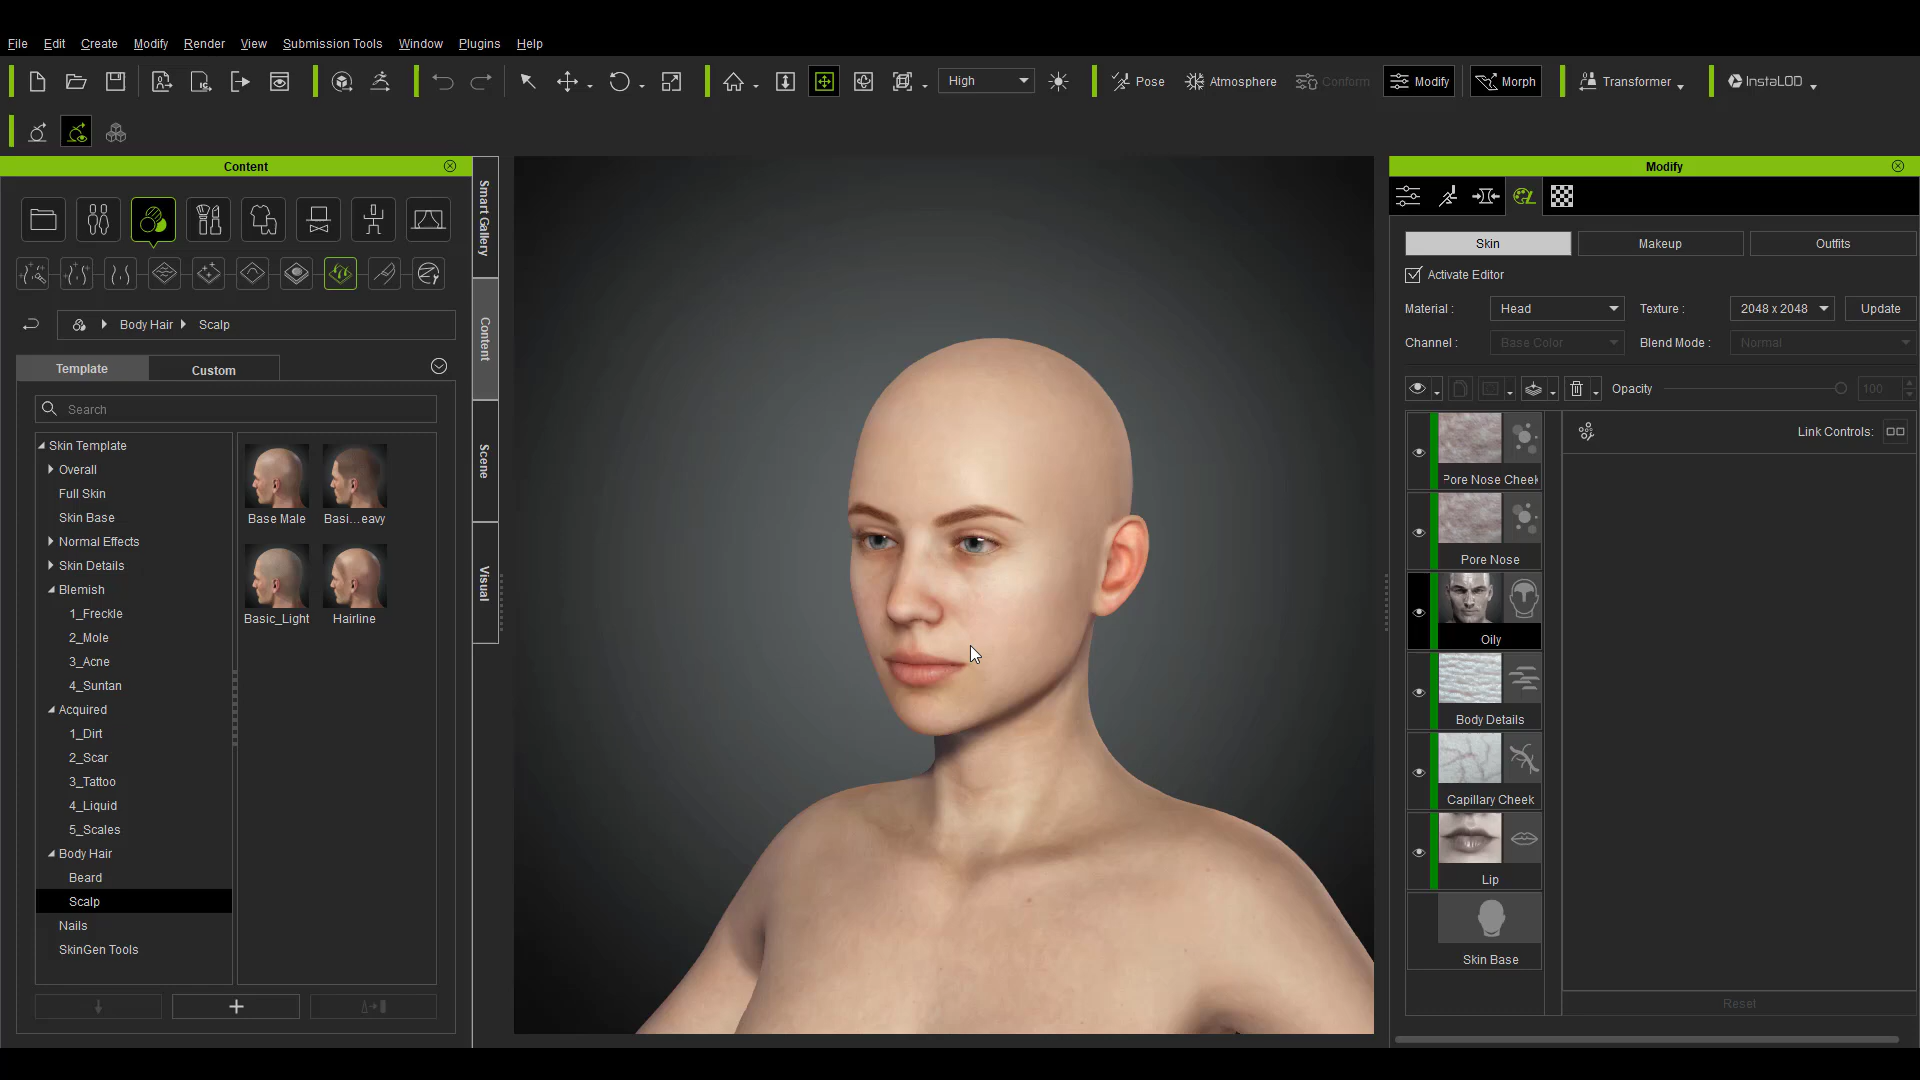 File Edit Create Modify Render View Submission Tools Window Plugins Help
High Pose Atmosphere Conform Modify Morph Transformer InstaLOD
Content
Smart Gallery
Content
Scene
Visual
Body Hair Scalp
Template Custom
Search
Skin Template
Overall
Full Skin
Skin Base
Normal Effects
Skin Details
Blemish
1_Freckle
2_Mole
3_Acne
4_Suntan
Acquired
1_Dirt
2_Scar
3_Tattoo
4_Liquid
5_Scales
Body Hair
Beard
Scalp
Nails
SkinGen Tools
Base Male Basi...eavy
Basic_Light Hairline
Modify
Skin Makeup Outfits
Activate Editor
Material : Head Texture : 2048 x 2048 Update
Channel : Base Color Blend Mode : Normal
Opacity 100
Link Controls:
Pore Nose Cheek
Pore Nose
Oily
Body Details
Capillary Cheek
Lip
Skin Base
Reset